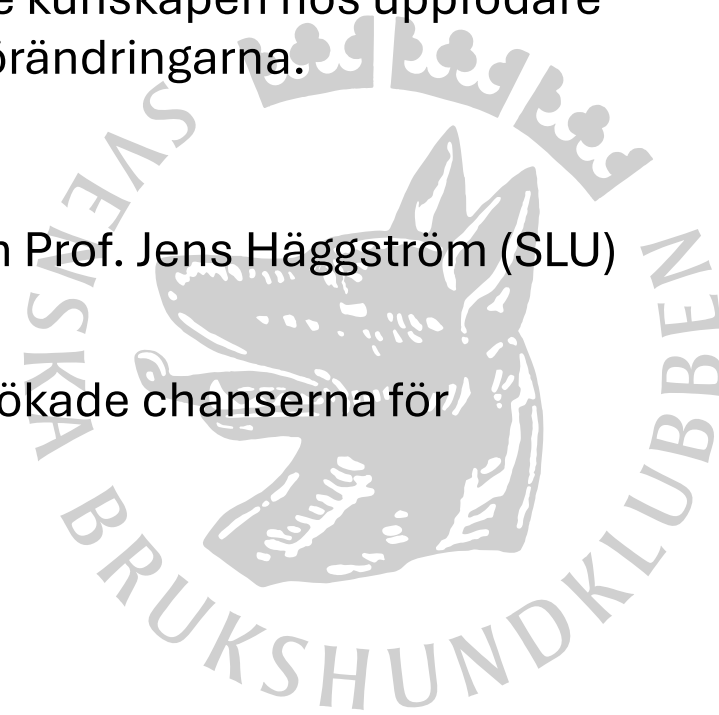 kunskapen hos uppfödare
örändringarna.
Prof. Jens Häggström (SLU)
ökade chanserna för
SVENSKA BRUKSHUNDKLUBBEN